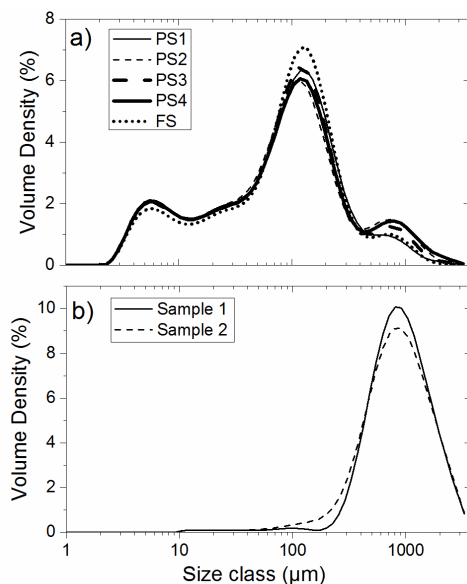 a)
PS1
PS2
PS3
PS4
FS
8
6
4
2
0
Volume Density (%)
b)
Sample 1
Sample 2
10
8
6
4
2
0
Volume Density (%)
1 10 100 1000
Size class (µm)